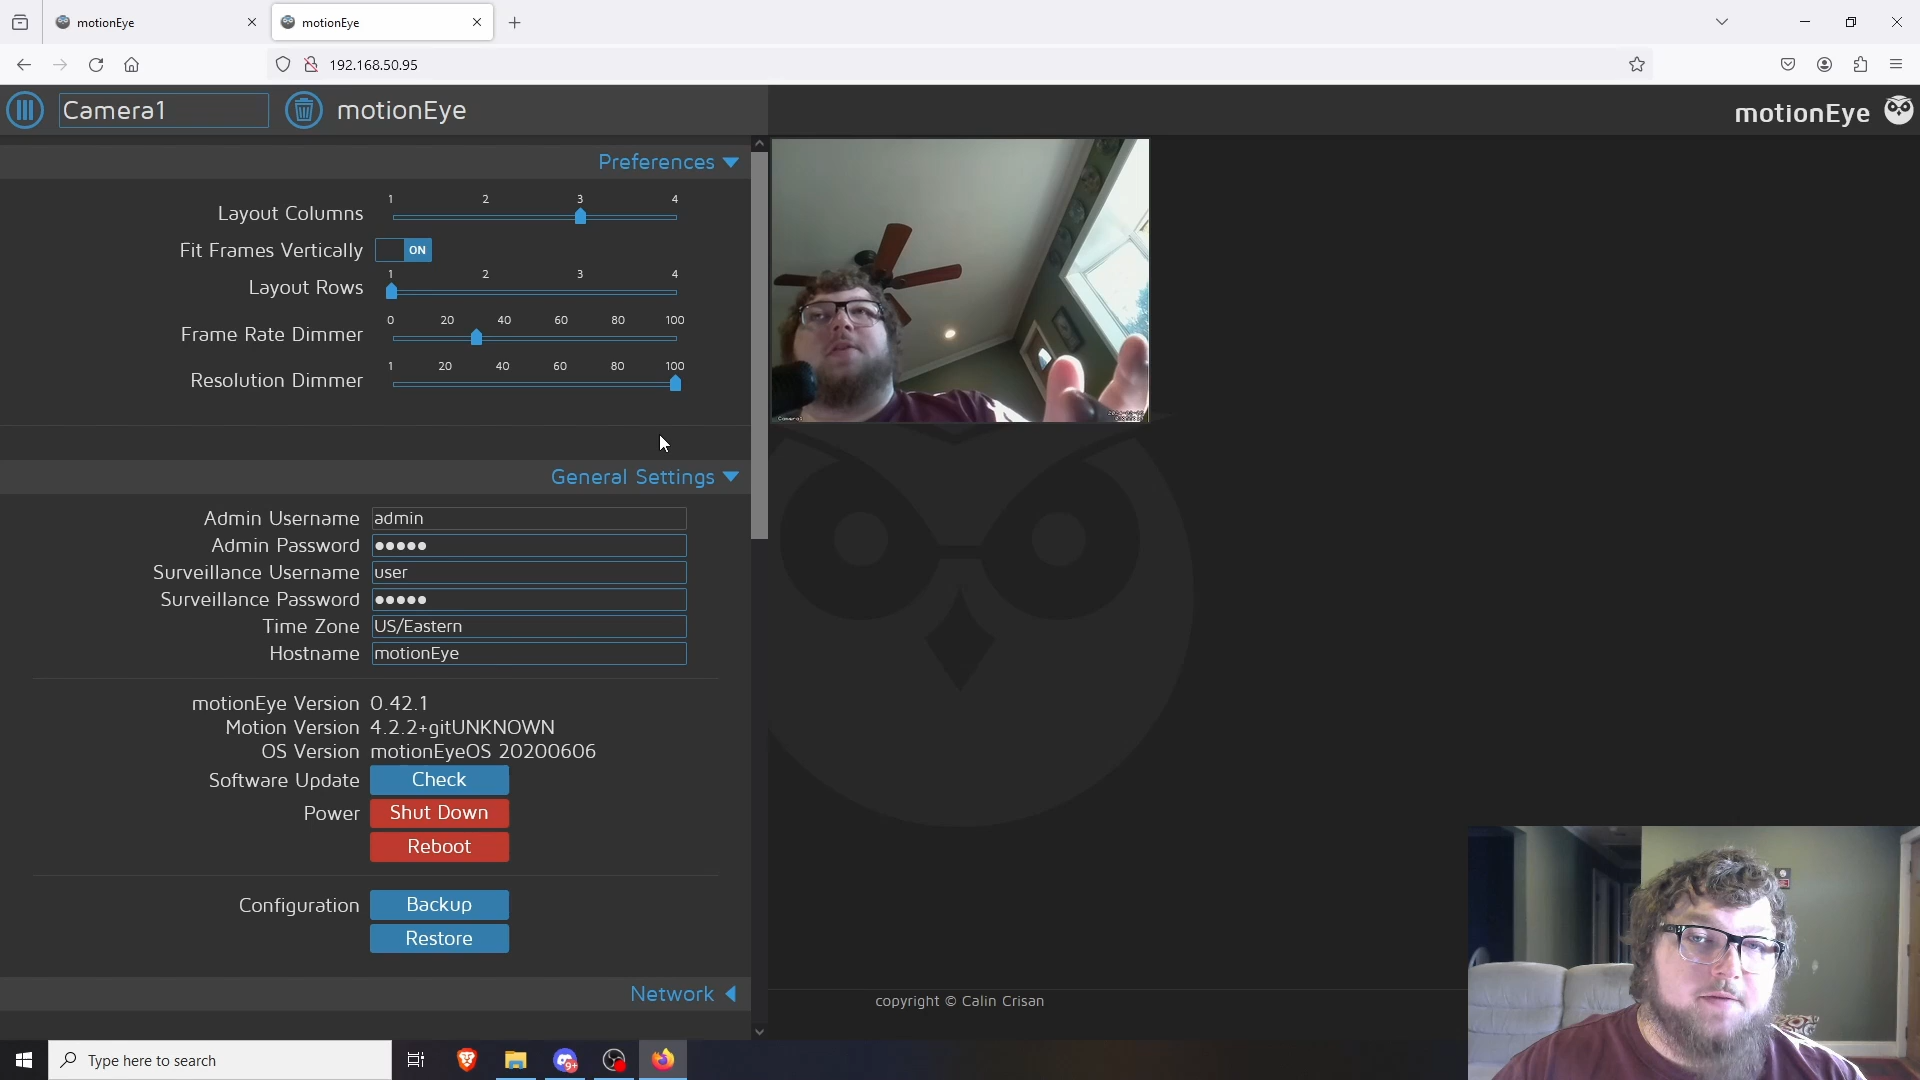 motionEye
motionEye
192.168.50.95
Camera1
motionEye
motionEye
Preferences
Layout Columns
1 2 3 4
Fit Frames Vertically
ON
Layout Rows
1 2 3 4
Frame Rate Dimmer
0 20 40 60 80 100
Resolution Dimmer
1 20 40 60 80 100
Camera1
General Settings
Admin Username admin
Admin Password ●●●●●
Surveillance Username user
Surveillance Password ●●●●●
Time Zone US/Eastern
Hostname motionEye
motionEye Version 0.42.1
Motion Version 4.2.2+gitUNKNOWN
OS Version motionEyeOS 20200606
Software Update Check
Power Shut Down
Reboot
Configuration Backup
Restore
Network
copyright © Calin Crisan
Type here to search
9+